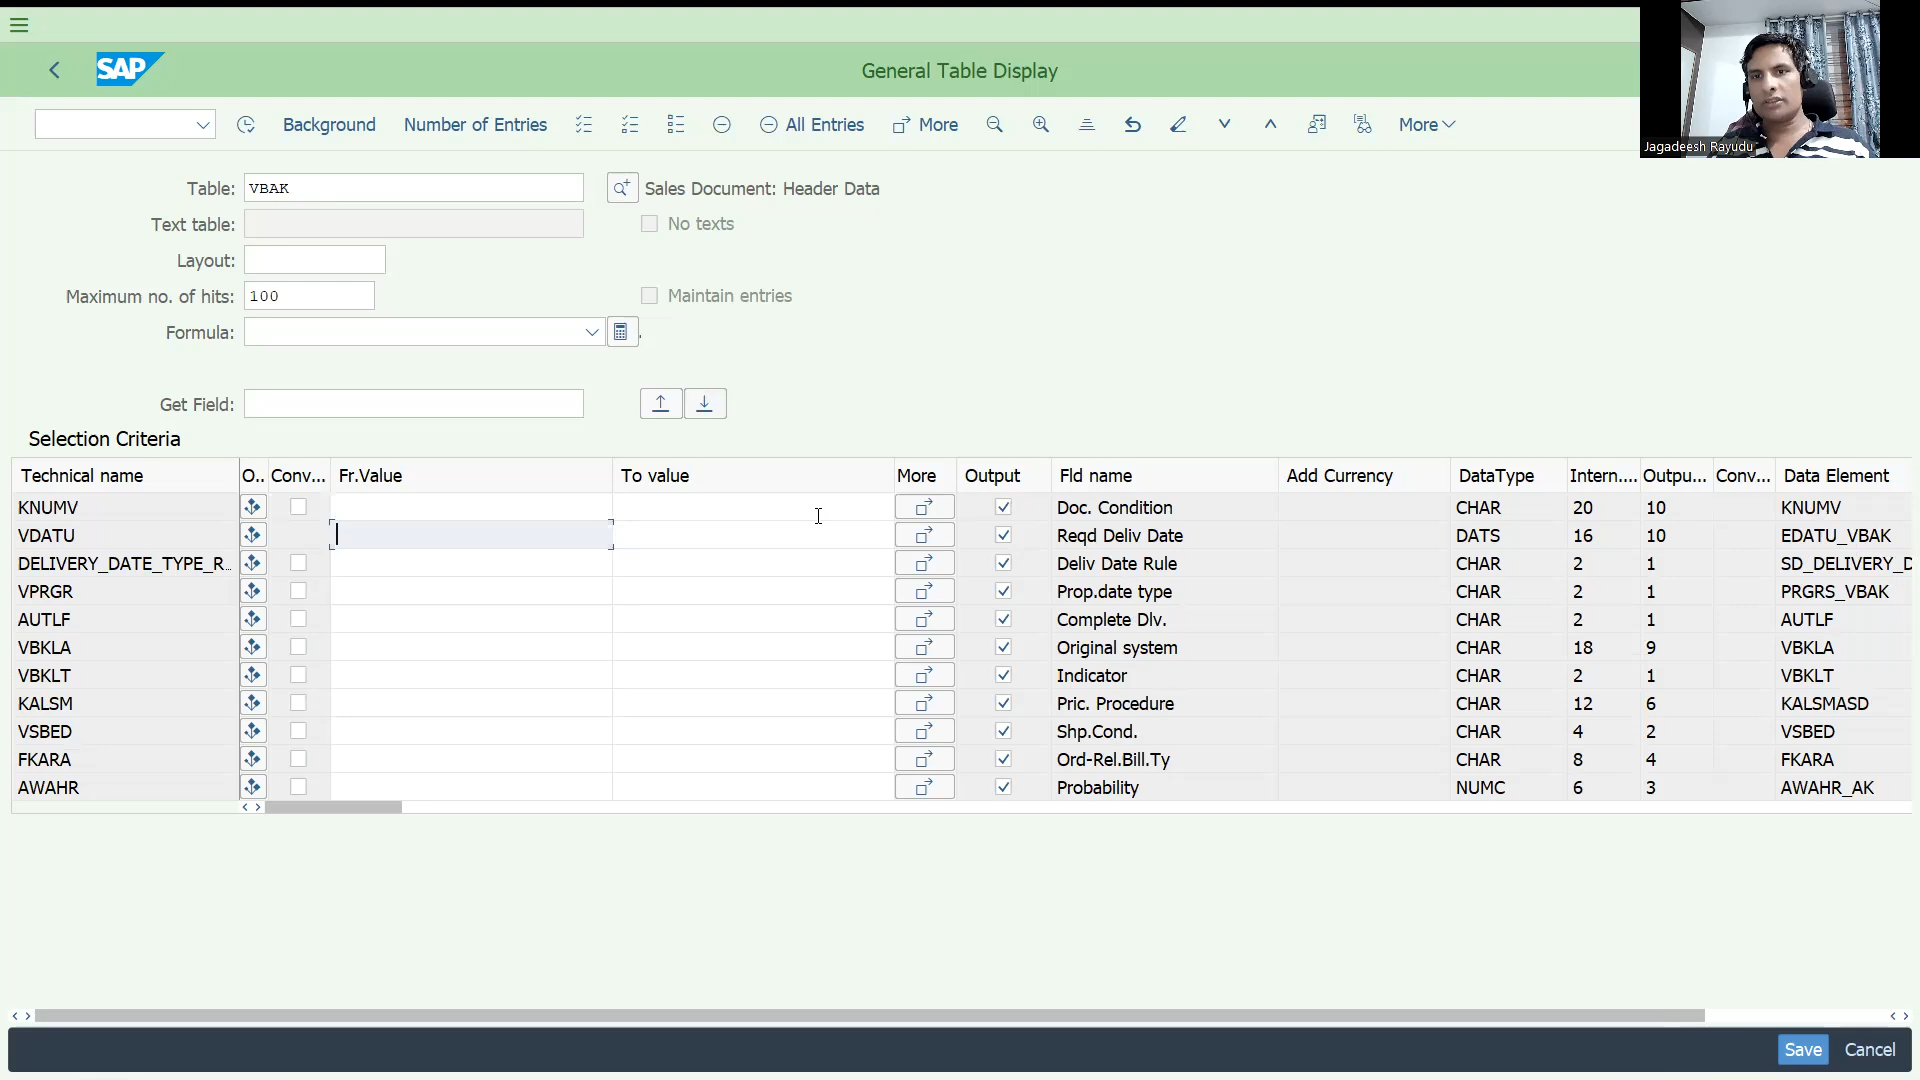 SAP
General Table Display
Background Number of Entries All Entries More More
Jagadeesh Rayudu
Table: VBAK Sales Document: Header Data
Text table: No texts
Layout:
Maximum no. of hits: 100 Maintain entries
Formula:
Get Field:
Selection Criteria
Technical name O.. Conv... Fr.Value To value More Output Fld name Add Currency DataType Intern.... Outpu... Conv... Data Element
KNUMV Doc. Condition CHAR 20 10 KNUMV
VDATU Reqd Deliv Date DATS 16 10 EDATU_VBAK
DELIVERY_DATE_TYPE_R... Deliv Date Rule CHAR 2 1 SD_DELIVERY_D
VPRGR Prop.date type CHAR 2 1 PRGRS_VBAK
AUTLF Complete Dlv. CHAR 2 1 AUTLF
VBKLA Original system CHAR 18 9 VBKLA
VBKLT Indicator CHAR 2 1 VBKLT
KALSM Pric. Procedure CHAR 12 6 KALSMASD
VSBED Shp.Cond. CHAR 4 2 VSBED
FKARA Ord-Rel.Bill.Ty CHAR 8 4 FKARA
AWAHR Probability NUMC 6 3 AWAHR_AK
Save Cancel